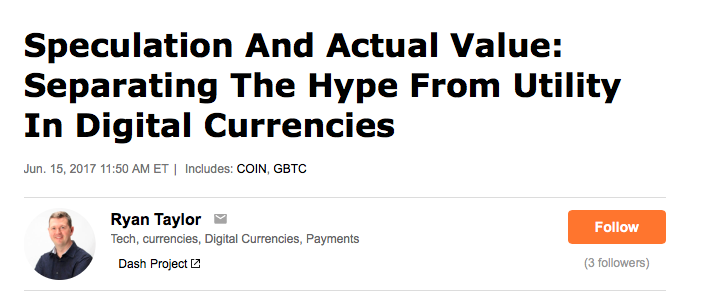 Speculation And Actual Value:
Separating The Hype From Utility
In Digital Currencies
Jun. 15, 2017 11:50 AM ET | Includes: COIN, GBTC
Ryan Taylor
Follow
Tech, currencies, Digital Currencies, Payments
Dash Project
(3 followers)